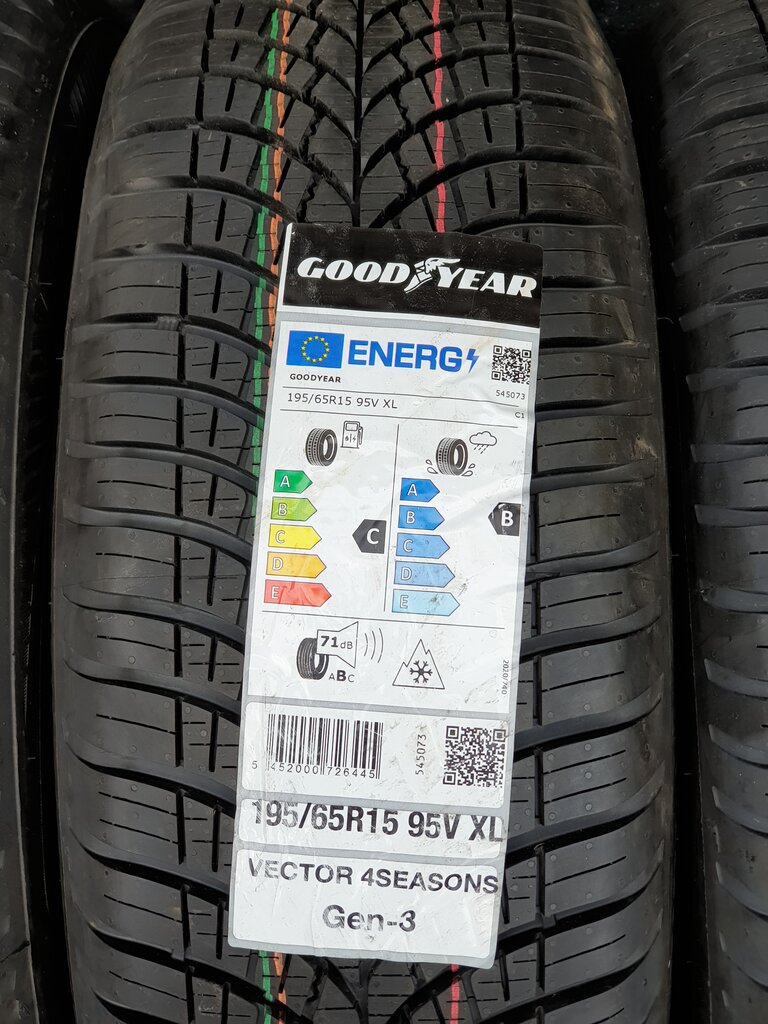 GOODYEAR
ENERG
GOODYEAR
545073
195/65R15 95V XL
C1
A
B
C
D
E
C
A
B
C
D
E
B
71dB
ABC
2020/740
5 452000 726445
545073
195/65R15 95V XL
VECTOR 4SEASONS
Gen-3